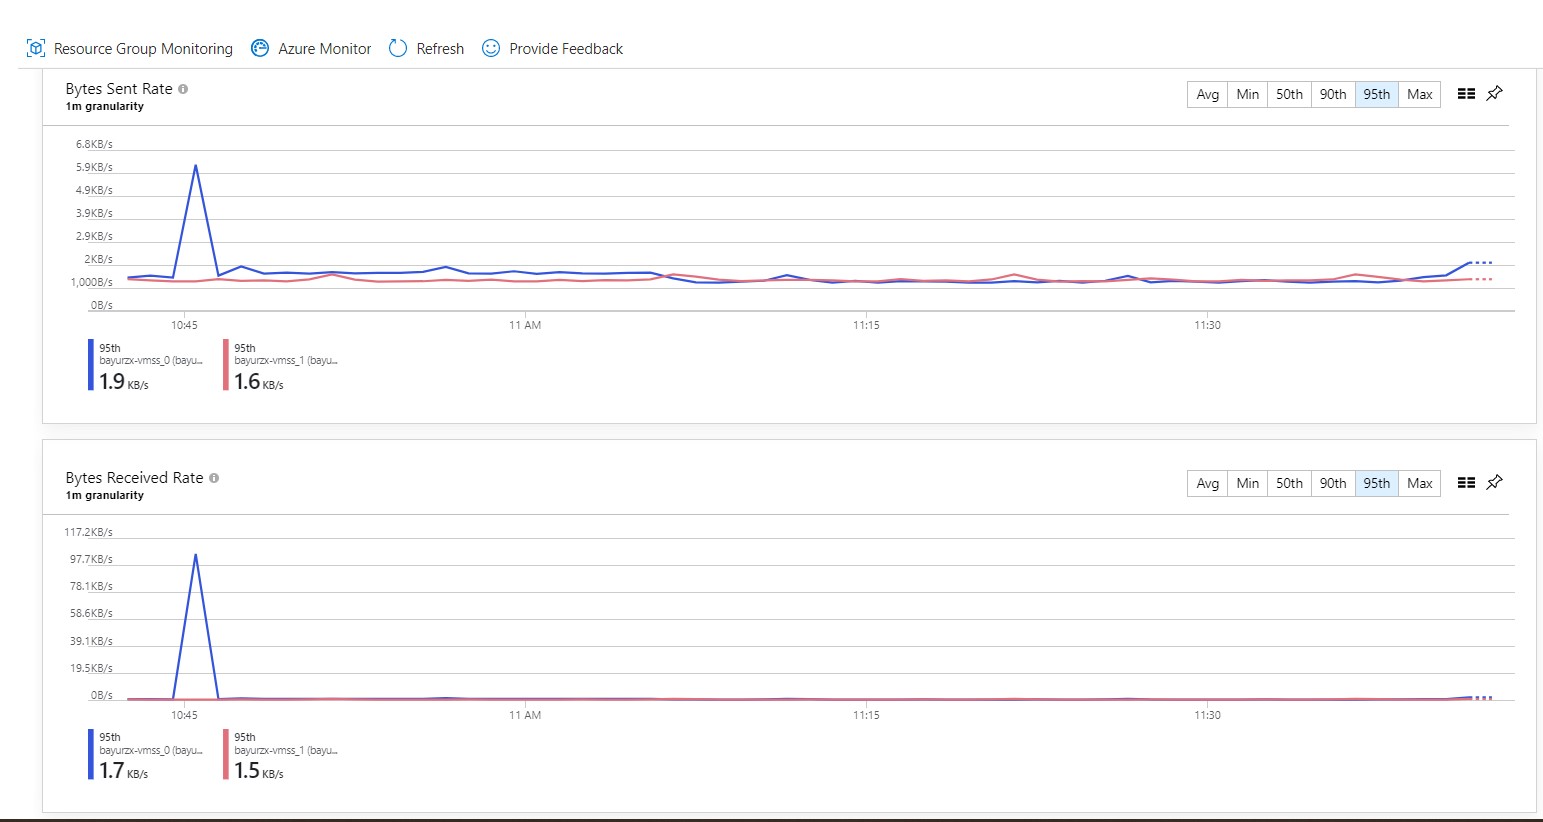 Resource Group Monitoring Azure Monitor Refresh Provide Feedback
Bytes Sent Rate
1m granularity
Avg Min 50th 90th 95th Max
6.8KB/s
5.9KB/s
4.9KB/s
3.9KB/s
2.9KB/s
2KB/s
1,000B/s
0B/s
10:45 11 AM 11:15 11:30
95th 95th
bayurzx-vmss_0 (bayu... bayurzx-vmss_1 (bayu...
1.9 KB/s 1.6 KB/s
Bytes Received Rate
1m granularity
Avg Min 50th 90th 95th Max
117.2KB/s
97.7KB/s
78.1KB/s
58.6KB/s
39.1KB/s
19.5KB/s
0B/s
10:45 11 AM 11:15 11:30
95th 95th
bayurzx-vmss_0 (bayu... bayurzx-vmss_1 (bayu...
1.7 KB/s 1.5 KB/s